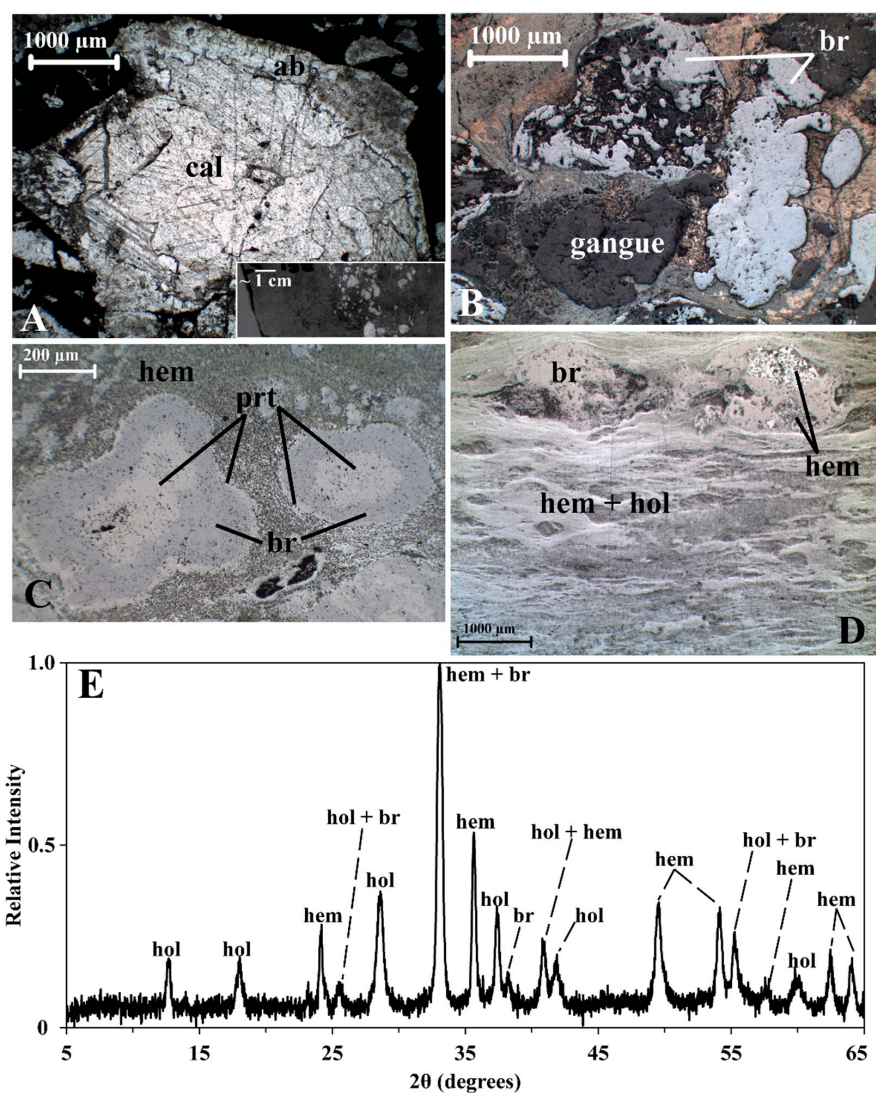 1000 µm
ab
cal
A
~ 1 cm
1000 µm
br
gangue
B
200 µm
hem
prt
br
C
br
hem
hem + hol
1000 µm
D
E
1.0
0.5
0
Relative Intensity
hol
hol
hem
hol + br
hol
hem + br
hem
hol
br
hol + hem
hol
hem
hol + br
hem
hol
hem
5
15
25
35
45
55
65
2θ (degrees)